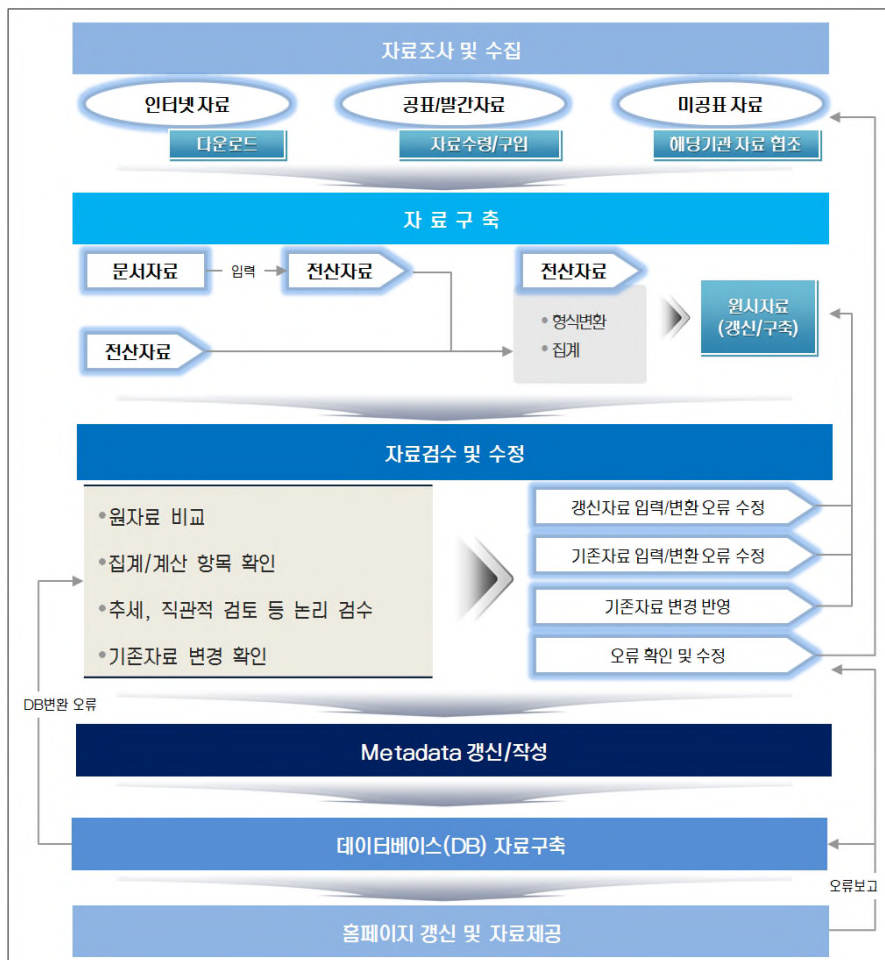 자료조사 및 수집
인터넷 자료
공표/발간자료
미공표 자료
다운로드
자료수령/구입
해당기관 자료 협조
자 료 구 축
문서자료
입력
전산자료
전산자료
전산자료
• 형식변환
• 집계
원시자료
(갱신/구축)
자료검수 및 수정
•원자료 비교
•집계/계산 항목 확인
•추세, 직관적 검토 등 논리 검수
•기존자료 변경 확인
갱신자료 입력/변환 오류 수정
기존자료 입력/변환 오류 수정
기존자료 변경 반영
오류 확인 및 수정
DB변환 오류
Metadata 갱신/작성
데이터베이스(DB) 자료구축
오류보고
홈페이지 갱신 및 자료제공